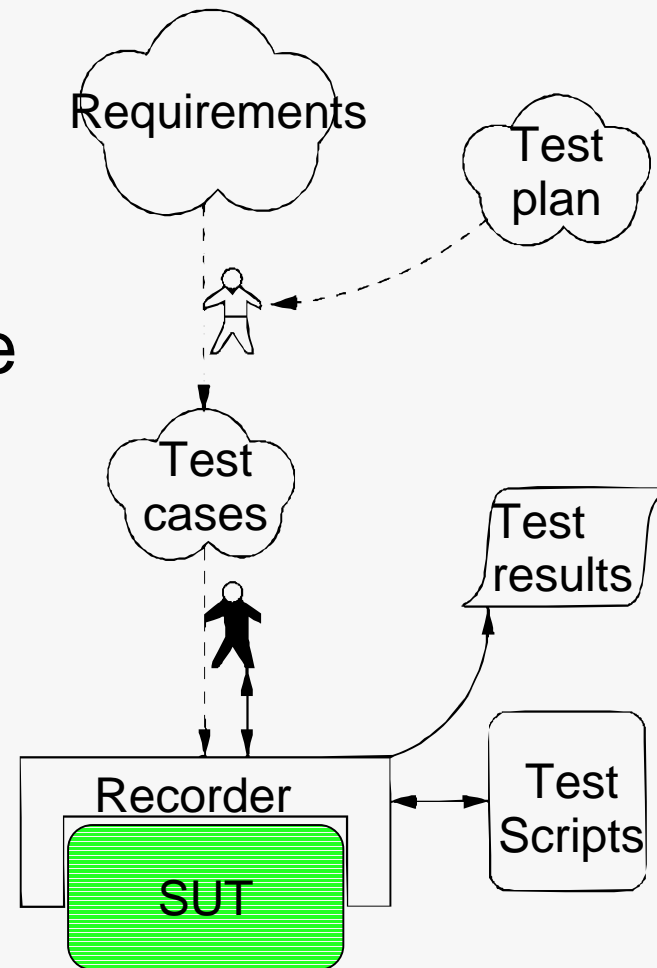 Requirements
Test
plan
e
Test
cases
Test
results
Recorder
Test
Scripts
SUT